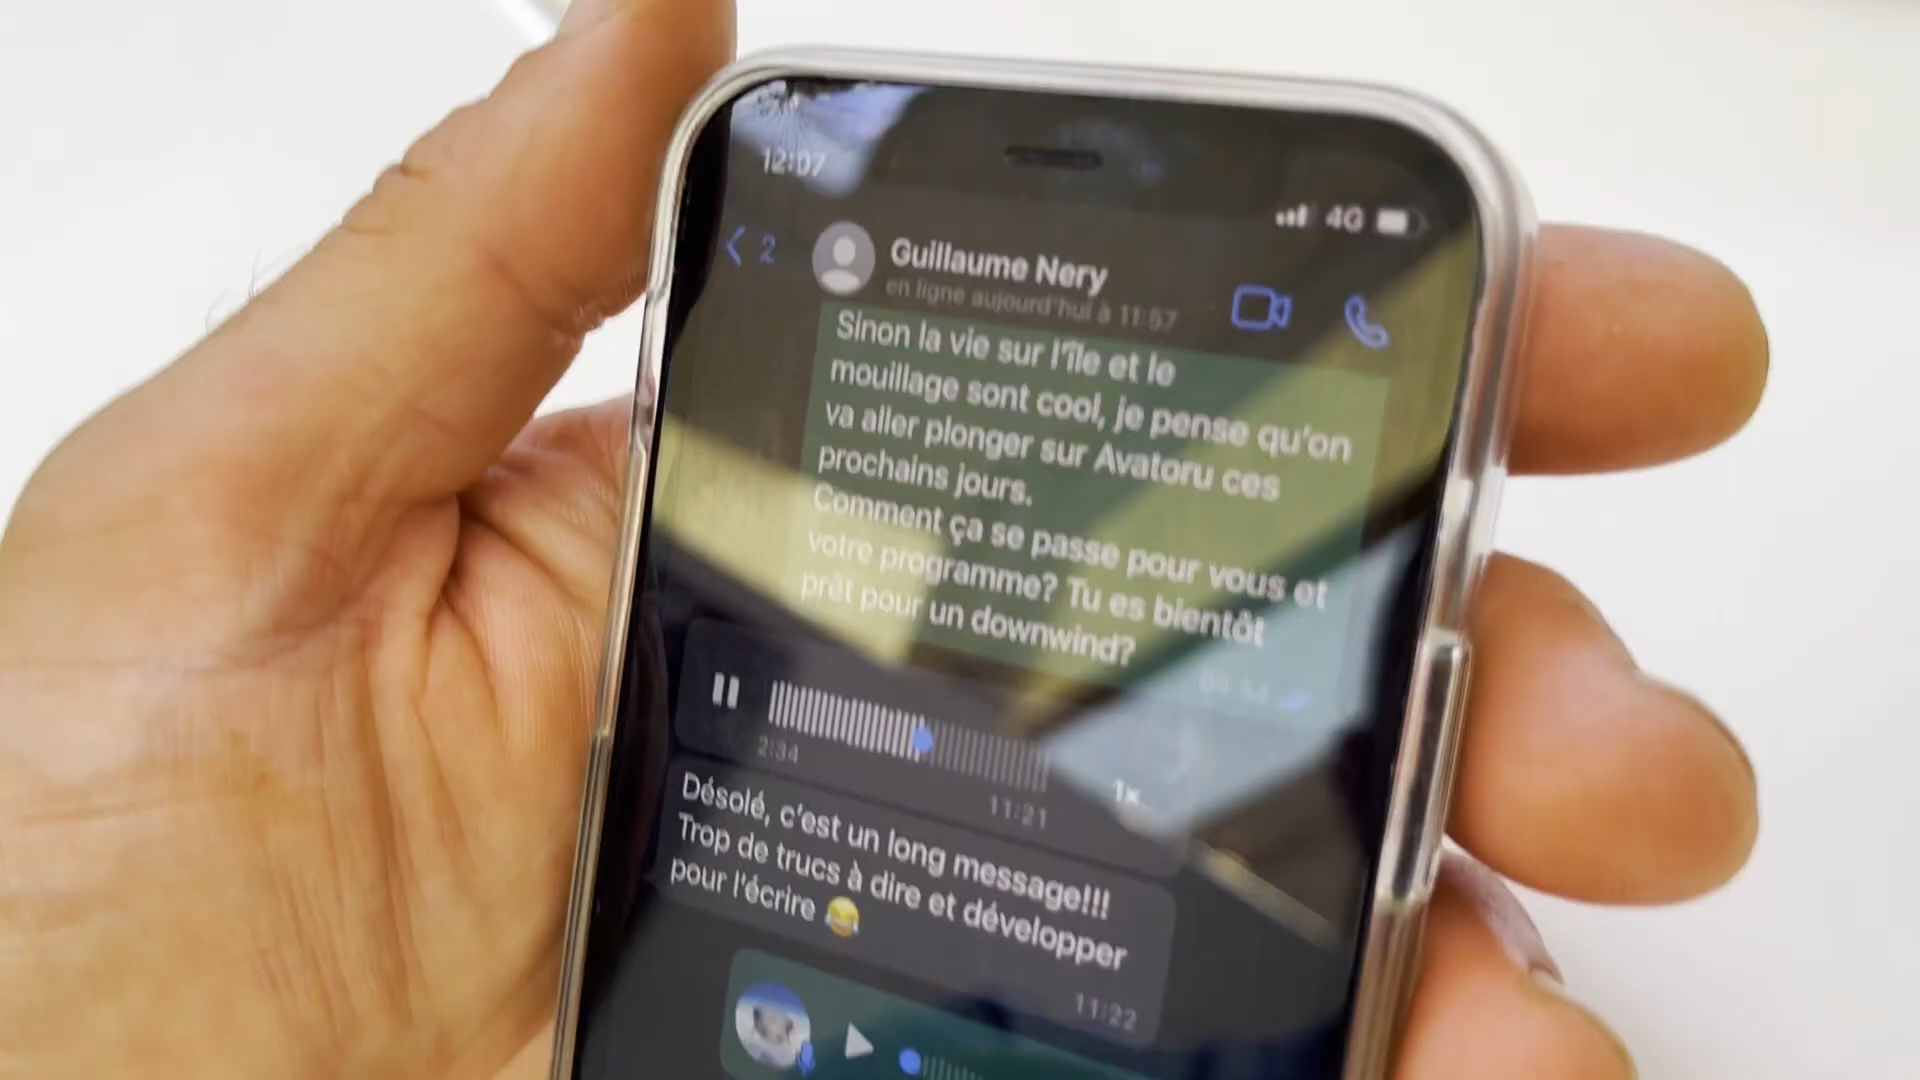 12:07
4G
2
Guillaume Nery
en ligne aujourd'hui à 11:57
Sinon la vie sur l'île et le
mouillage sont cool, je pense qu'on
va aller plonger sur Avatoru ces
prochains jours.
Comment ça se passe pour vous et
votre programme? Tu es bientôt
prêt pour un downwind?
2:34
11:21
1x
Désolé, c'est un long message!!!
Trop de trucs à dire et développer
pour l'écrire 😂
11:22